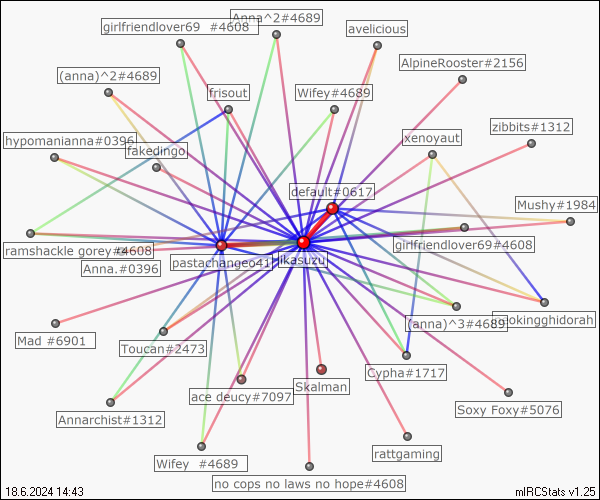 Anna^2#4689
girlfriendlover69  #4608
avelicious
AlpineRooster#2156
(anna)^2#4689
frisout
Wifey#4689
zibbits#1312
hypomanianna#0396
fakedingo
xenoyaut
default#0617
Mushy#1984
ramshackle gorey #4608
girlfriendlover69#4608
Anna.#0396
pastachangeo41
ikasuzu
(anna)^3#4689
Mad #6901
Toucan#2473
Cypha#1717
Skalman
ace deucy#7097
Soxy Foxy#5076
Annarchist#1312
rattgaming
Wifey  #4689
no cops no laws no hope#4608
18.6.2024 14:43
mIRCStats v1.25